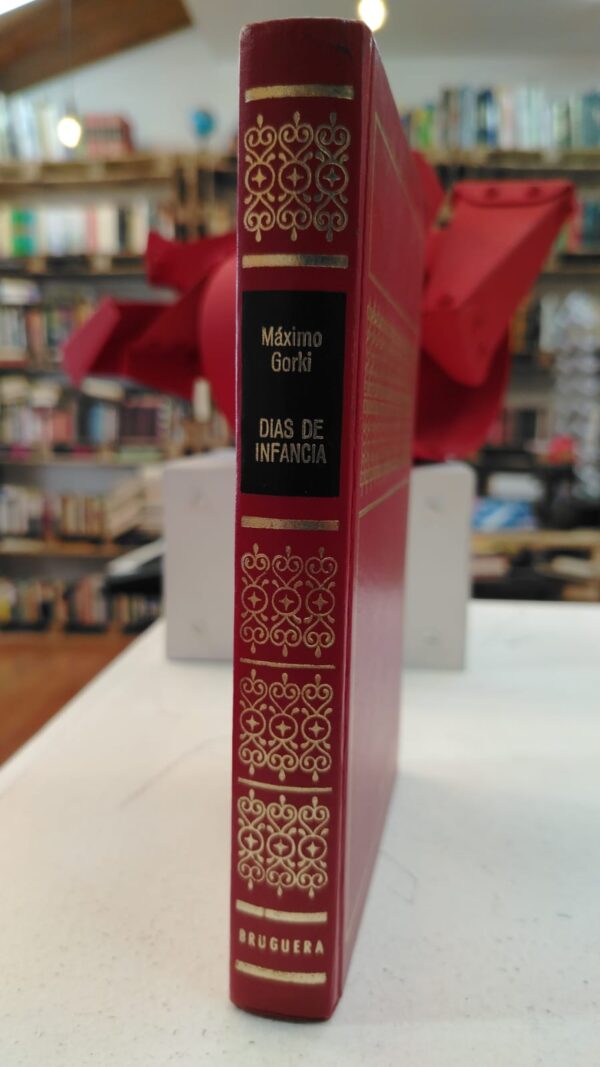 Máximo
Gorki
DIAS DE
INFANCIA
BRUGUERA